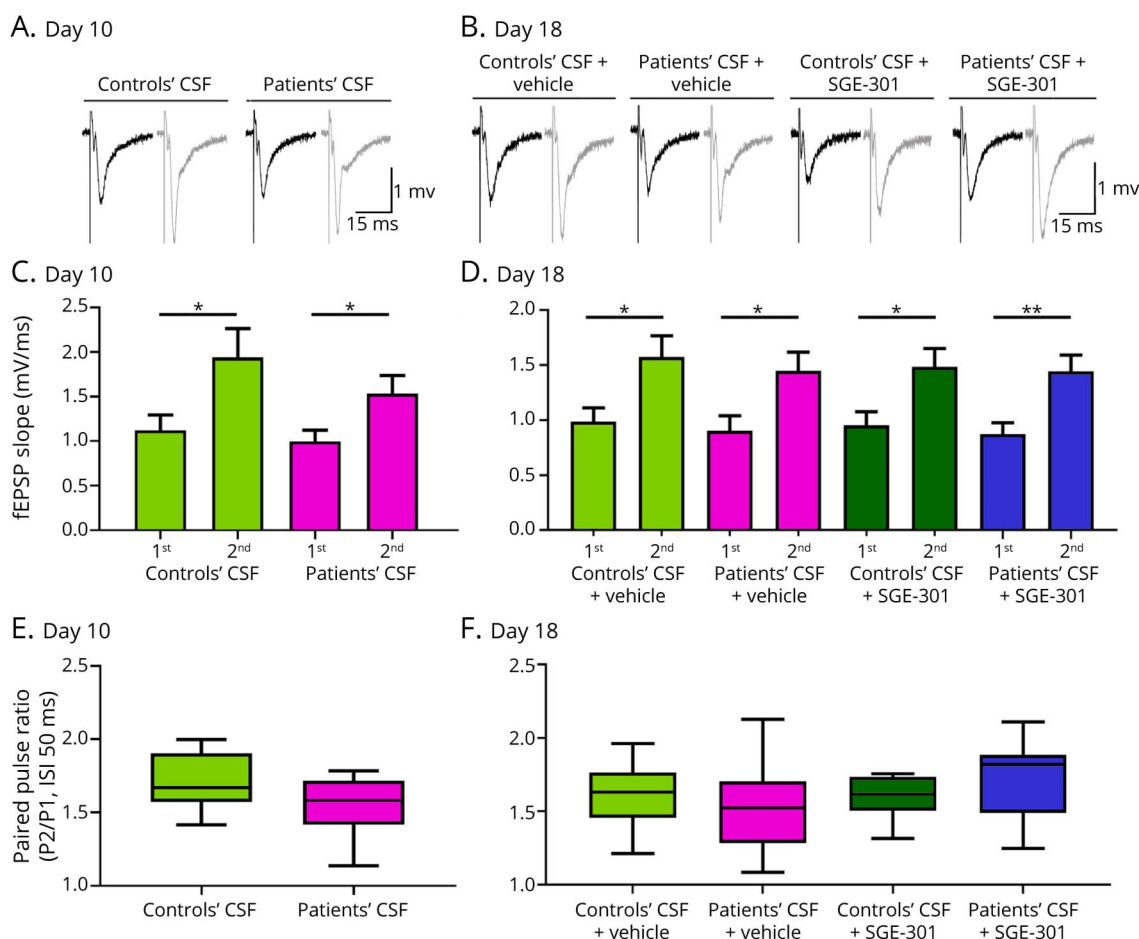 A. Day 10
Controls’ CSF
Patients’ CSF
1 mv
15 ms
B. Day 18
Controls’ CSF +
vehicle
Patients’ CSF +
vehicle
Controls’ CSF +
SGE-301
Patients’ CSF +
SGE-301
1 mv
15 ms
C. Day 10
fEPSP slope (mV/ms)
2.5
2.0
1.5
1.0
0.5
0.0
*
*
1st
2nd
1st
2nd
Controls’ CSF
Patients’ CSF
D. Day 18
2.0
1.5
1.0
0.5
0.0
*
*
*
**
1st
2nd
1st
2nd
1st
2nd
1st
2nd
Controls’ CSF
+ vehicle
Patients’ CSF
+ vehicle
Controls’ CSF
+ SGE-301
Patients’ CSF
+ SGE-301
E. Day 10
Paired pulse ratio
(P2/P1, ISI 50 ms)
2.5
2.0
1.5
1.0
Controls’ CSF
Patients’ CSF
F. Day 18
2.5
2.0
1.5
1.0
Controls’ CSF
+ vehicle
Patients’ CSF
+ vehicle
Controls’ CSF
+ SGE-301
Patients’ CSF
+ SGE-301